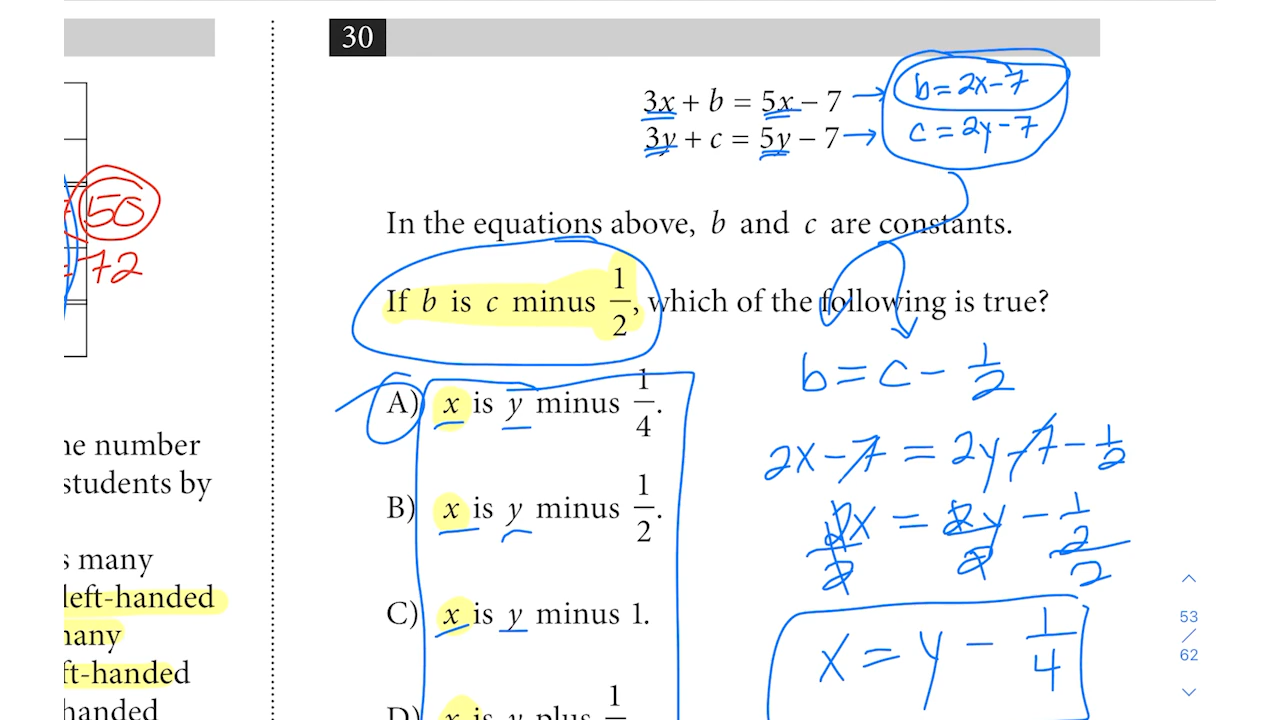 30
3x + b = 5x − 7 → b = 2x − 7
3y + c = 5y − 7 → c = 2y − 7
In the equations above, b and c are constants.
If b is c minus 1/2, which of the following is true?
A) x is y minus 1/4.
B) x is y minus 1/2.
C) x is y minus 1.
D) x is y plus 1
b = c − 1/2
2x − 7 = 2y − 7 − 1/2
2x/2 = 2y/2 − 1/2/2
x = y − 1/4
50
= 72
he number
students by
s many
left-handed
many
ft-handed
handed
53
/
62